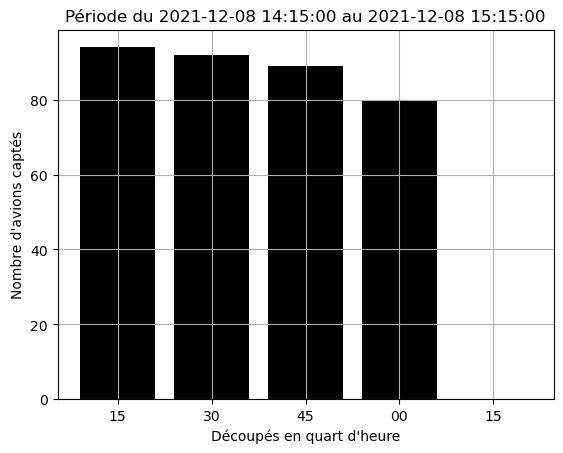 Période du 2021-12-08 14:15:00 au 2021-12-08 15:15:00
Nombre d'avions captés
80
60
40
20
0
15 30 45 00 15
Découpés en quart d'heure